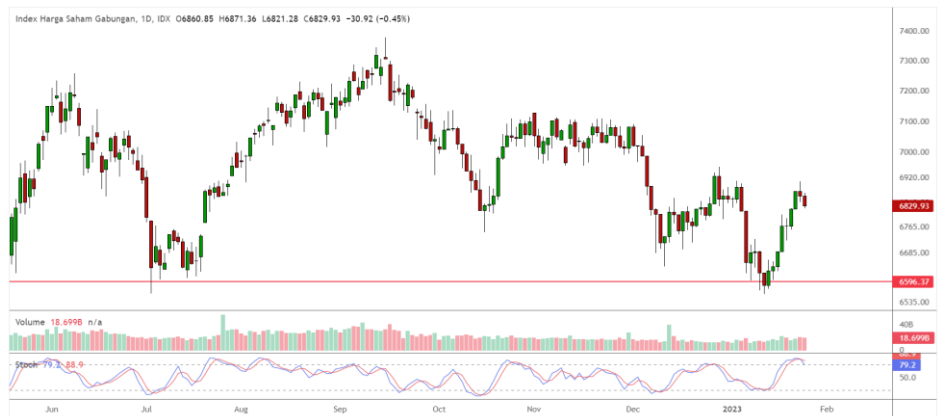 Index Harga Saham Gabungan, 1D, IDX O6860.85 H6871.36 L6821.28 C6829.93 −30.92 (−0.45%)
7400.00
7300.00
7200.00
7100.00
7000.00
6920.00
6829.93
6765.00
6685.00
6596.37
6535.00
Volume 18.699B n/a
40B
18.699B
0
Stoch 79.2 88.9
88.9
79.2
50.0
Jun Jul Aug Sep Oct Nov Dec 2023 Feb